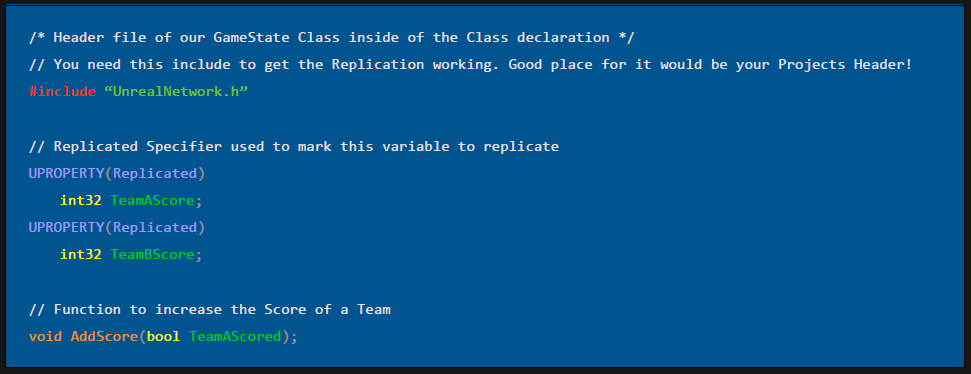 /* Header file of our GameState Class inside of the Class declaration */
// You need this include to get the Replication working. Good place for it would be your Projects Header!
#include “UnrealNetwork.h”
// Replicated Specifier used to mark this variable to replicate
UPROPERTY(Replicated)
int32 TeamAScore;
UPROPERTY(Replicated)
int32 TeamBScore;
// Function to increase the Score of a Team
void AddScore(bool TeamAScored);